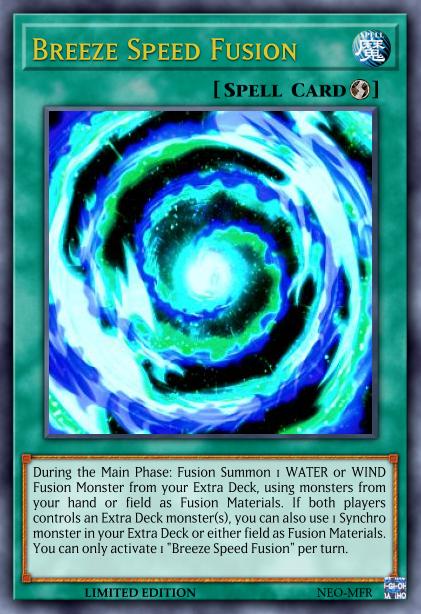 BREEZE SPEED FUSION
SPELL
魔
[SPELL CARD]
During the Main Phase: Fusion Summon 1 WATER or WIND
Fusion Monster from your Extra Deck, using monsters from
your hand or field as Fusion Materials. If both players
controls an Extra Deck monster(s), you can also use 1 Synchro
monster in your Extra Deck or either field as Fusion Materials.
You can only activate 1 "Breeze Speed Fusion" per turn.
LIMITED EDITION
NEO-MFR